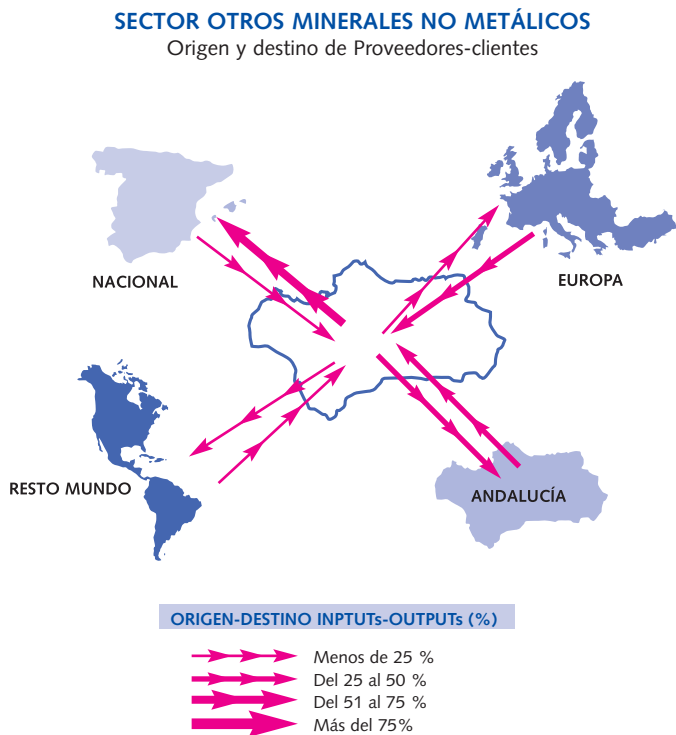 SECTOR OTROS MINERALES NO METÁLICOS
Origen y destino de Proveedores-clientes
NACIONAL
EUROPA
RESTO MUNDO
ANDALUCÍA
ORIGEN-DESTINO INPTUTs-OUTPUTs (%)
Menos de 25 %
Del 25 al 50 %
Del 51 al 75 %
Más del 75%